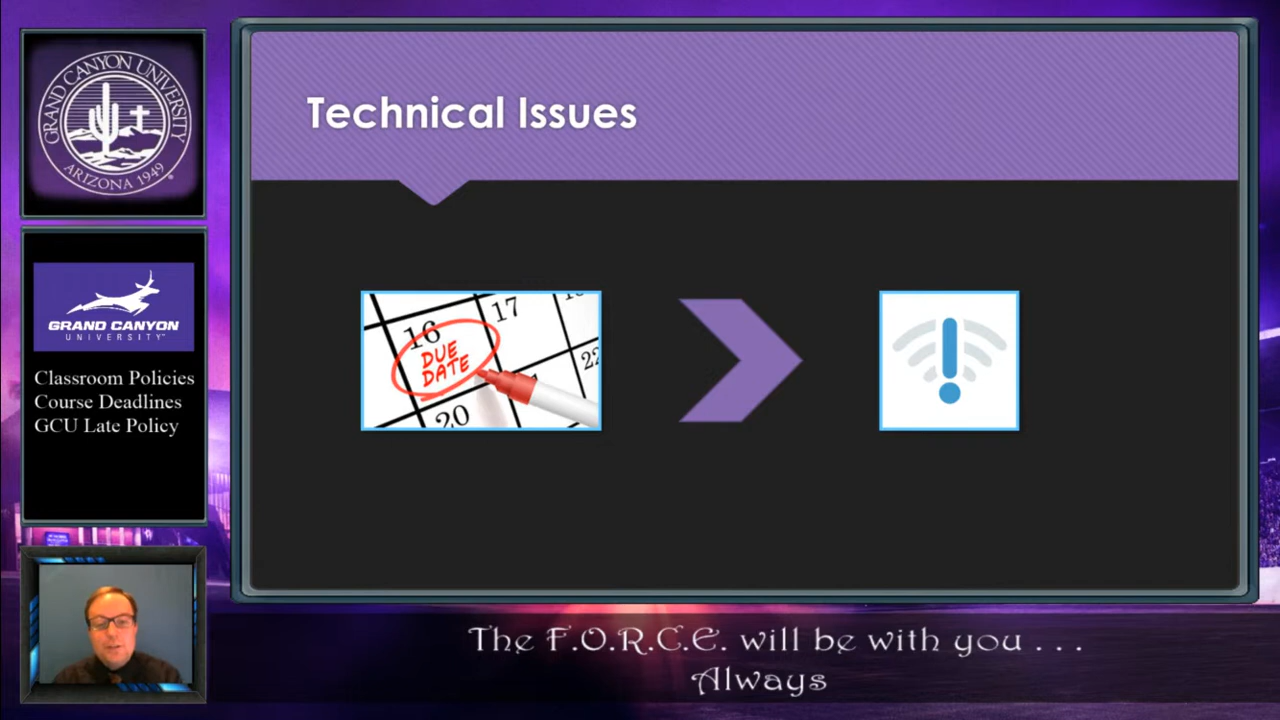 GRAND CANYON UNIVERSITY
ARIZONA 1949
GRAND CANYON
UNIVERSITY
Classroom Policies
Course Deadlines
GCU Late Policy
Technical Issues
16
17
DUE
DATE
22
20
The F.O.R.C.E. will be with you . . .
Always